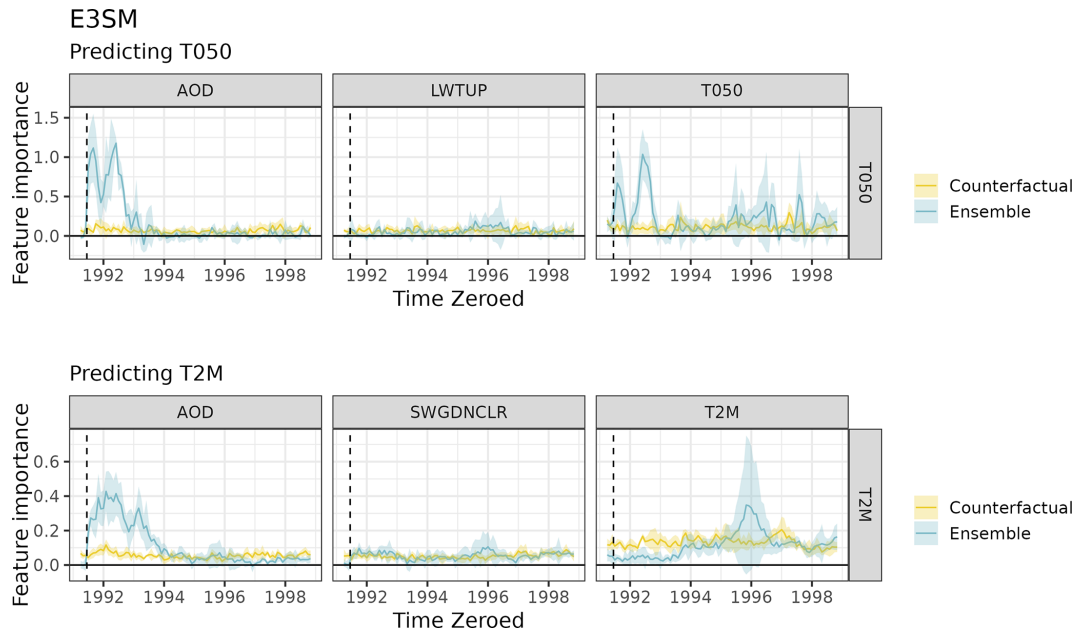 E3SM
Predicting T050
AOD LWTUP T050
Feature importance
1.5
1.0
0.5
0.0
T050
1992 1994 1996 1998 1992 1994 1996 1998 1992 1994 1996 1998
Time Zeroed
Counterfactual
Ensemble
Predicting T2M
AOD SWGDNCLR T2M
Feature importance
0.6
0.4
0.2
0.0
T2M
1992 1994 1996 1998 1992 1994 1996 1998 1992 1994 1996 1998
Time Zeroed
Counterfactual
Ensemble